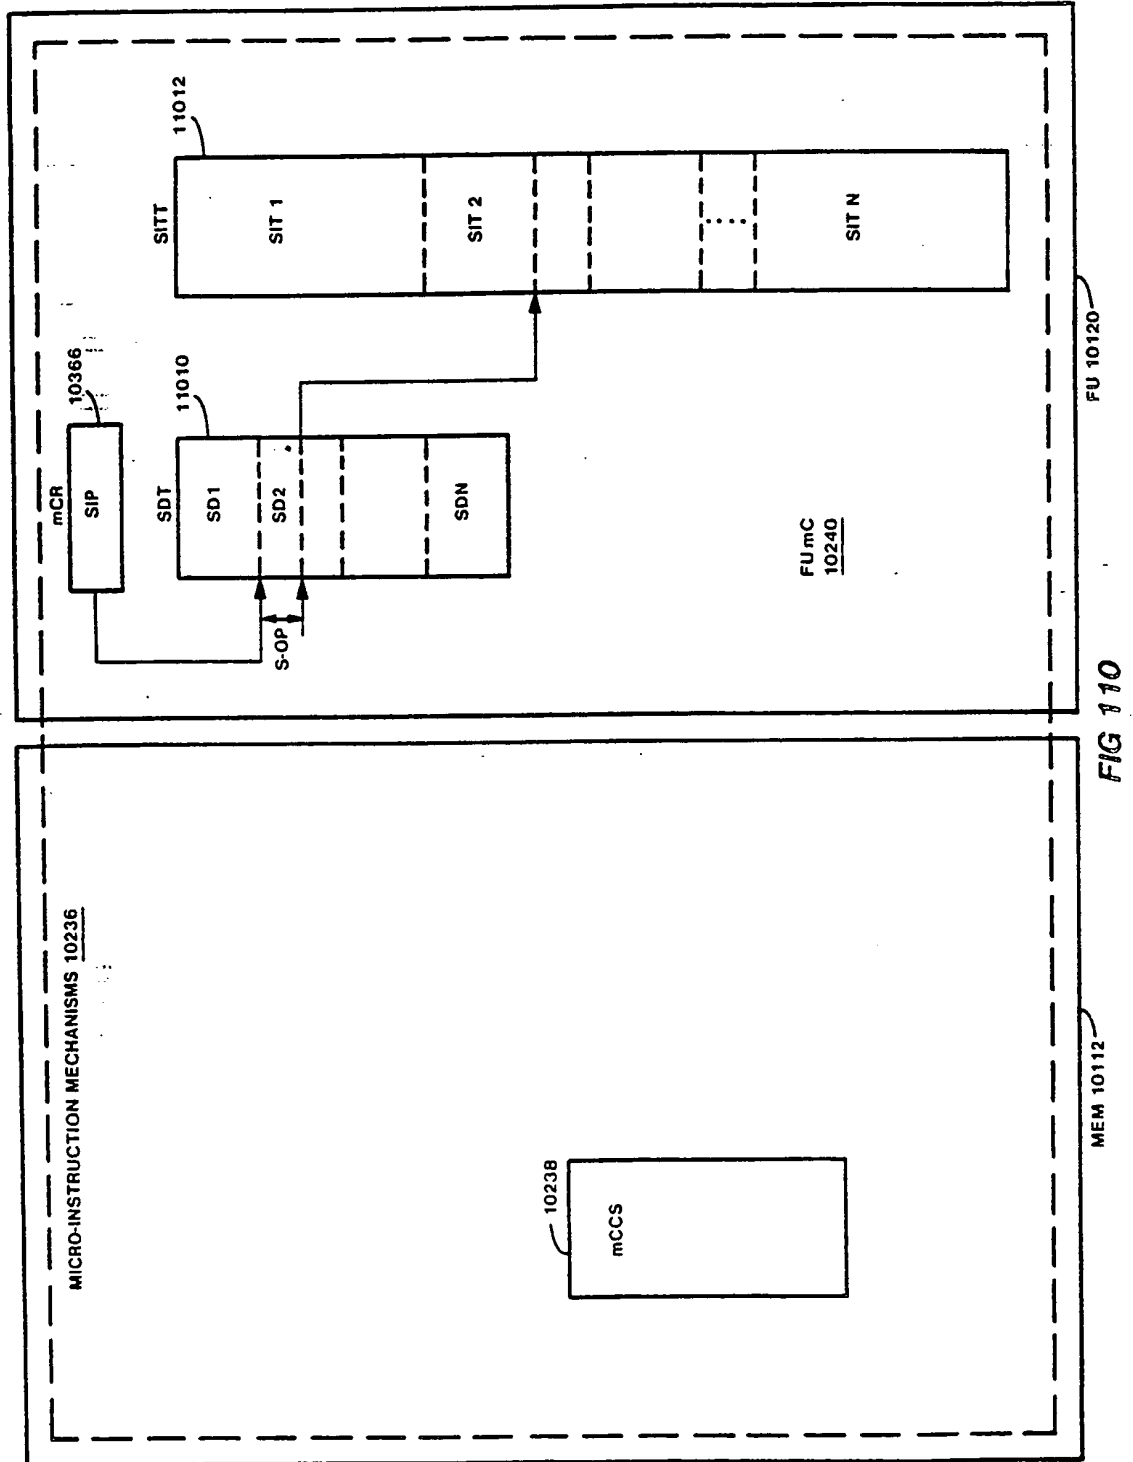 MICRO-INSTRUCTION MECHANISMS 10236
10238
mCCS
MEM 10112
mCR
10366
SIP
SDT
11010
SD1
SD2
SDN
S-OP
SITT
11012
SIT 1
SIT 2
SIT N
FU mC
10240
FU 10120
FIG 110